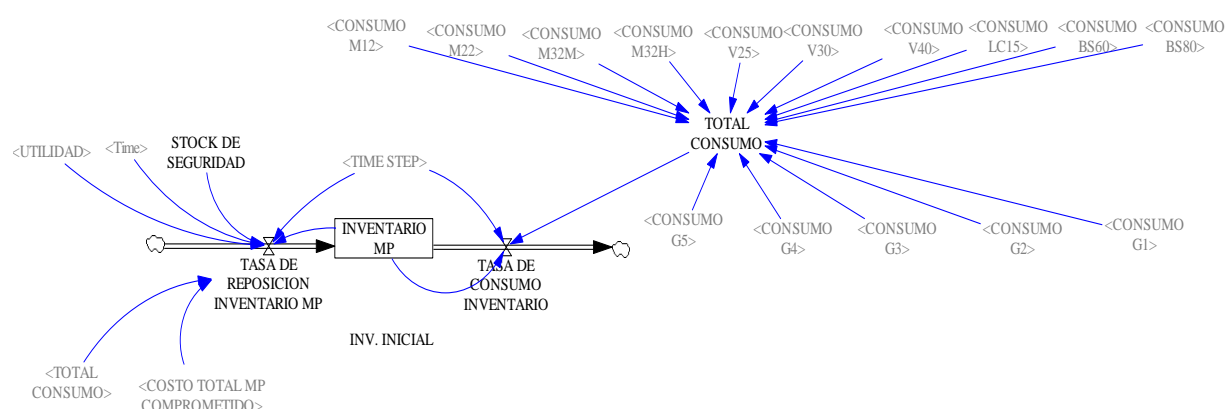 <CONSUMO
M12>
<CONSUMO
M22>
<CONSUMO
M32M>
<CONSUMO
M32H>
<CONSUMO
V25>
<CONSUMO
V30>
<CONSUMO
V40>
<CONSUMO
LC15>
<CONSUMO
BS60>
<CONSUMO
BS80>
TOTAL
CONSUMO
<UTILIDAD>
<Time>
STOCK DE
SEGURIDAD
<TIME STEP>
<CONSUMO
G5>
<CONSUMO
G4>
<CONSUMO
G3>
<CONSUMO
G2>
<CONSUMO
G1>
INVENTARIO
MP
TASA DE
REPOSICION
INVENTARIO MP
TASA DE
CONSUMO
INVENTARIO
INV. INICIAL
<TOTAL
CONSUMO>
<COSTO TOTAL MP
COMPROMETIDO>